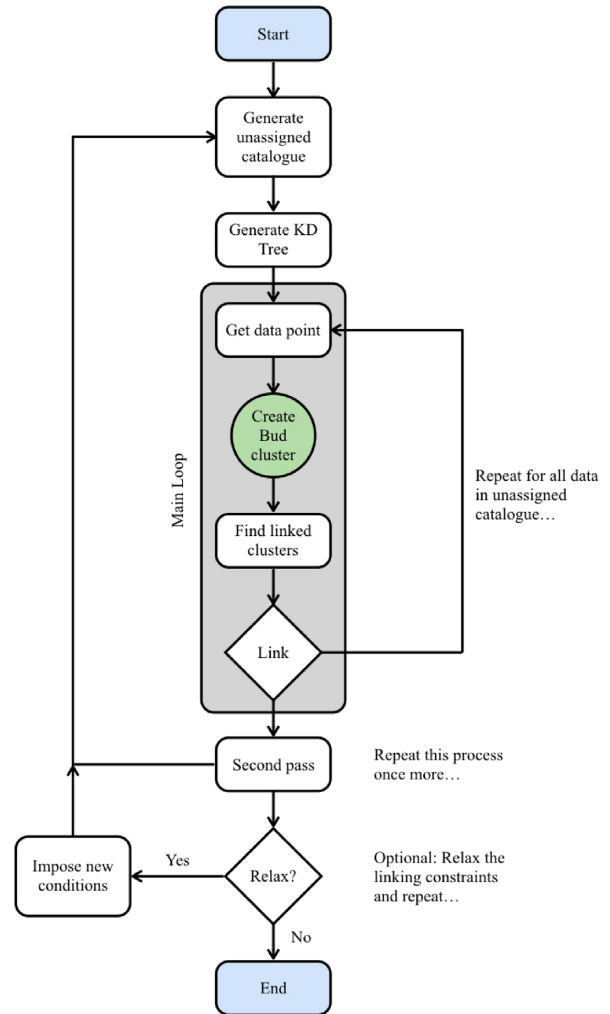 Start
Generate
unassigned
catalogue
Generate KD
Tree
Get data point
Create
Bud
cluster
Main Loop
Repeat for all data
in unassigned
catalogue…
Find linked
clusters
Link
Second pass
Repeat this process
once more…
Impose new
conditions
Yes
Relax?
Optional: Relax the
linking constraints
and repeat…
No
End